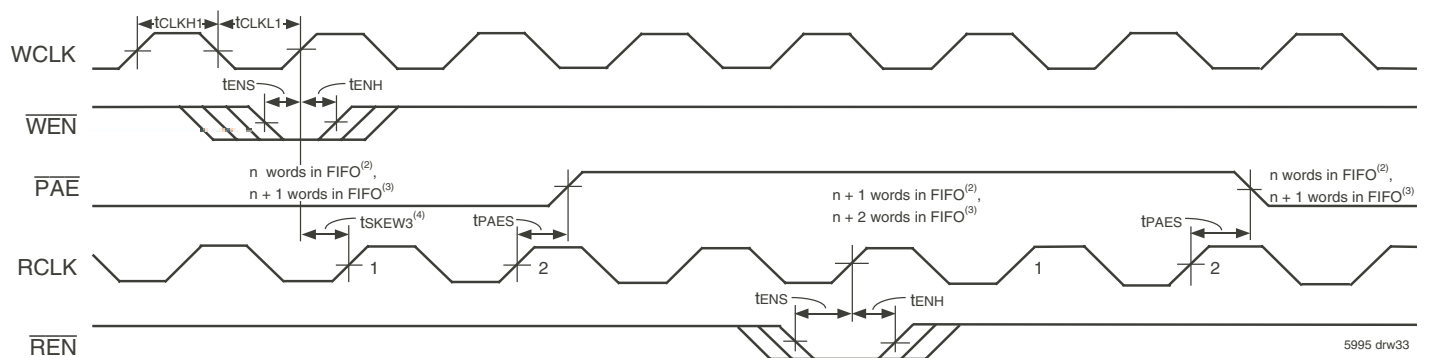 tCLKH1 tCLKL1
WCLK
tENS tENH
WEN
n words in FIFO(2),
n + 1 words in FIFO(3)
PAE
n + 1 words in FIFO(2),
n + 2 words in FIFO(3)
n words in FIFO(2),
n + 1 words in FIFO(3)
tSKEW3(4) tPAES tPAES
RCLK 1 2 1 2
tENS tENH
REN
5995 drw33